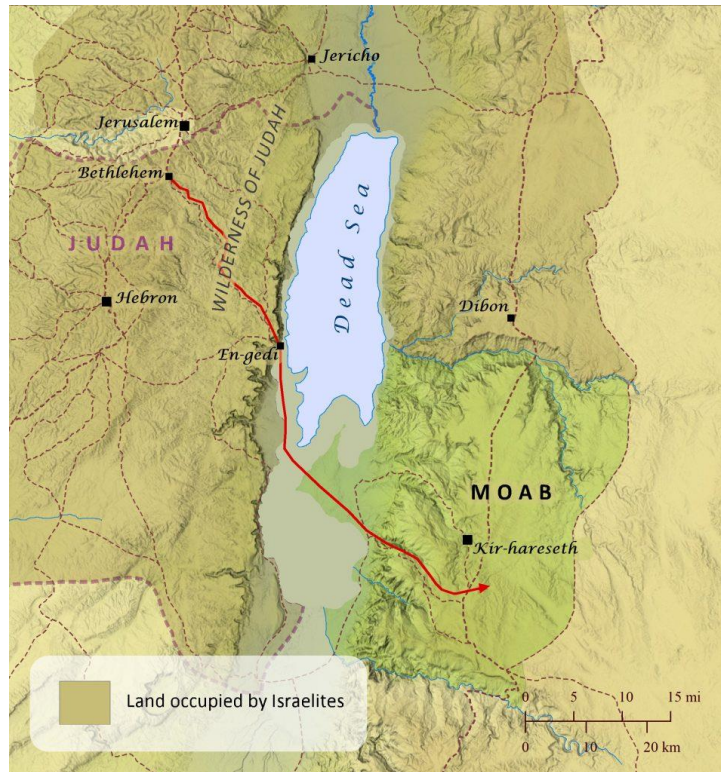 Jericho
Jerusalem
Bethlehem
WILDERNESS OF JUDAH
JUDAH
Dead Sea
Hebron
Dibon
En-gedi
MOAB
Kir-hareseth
Land occupied by Israelites
0 5 10 15 mi
0 10 20 km